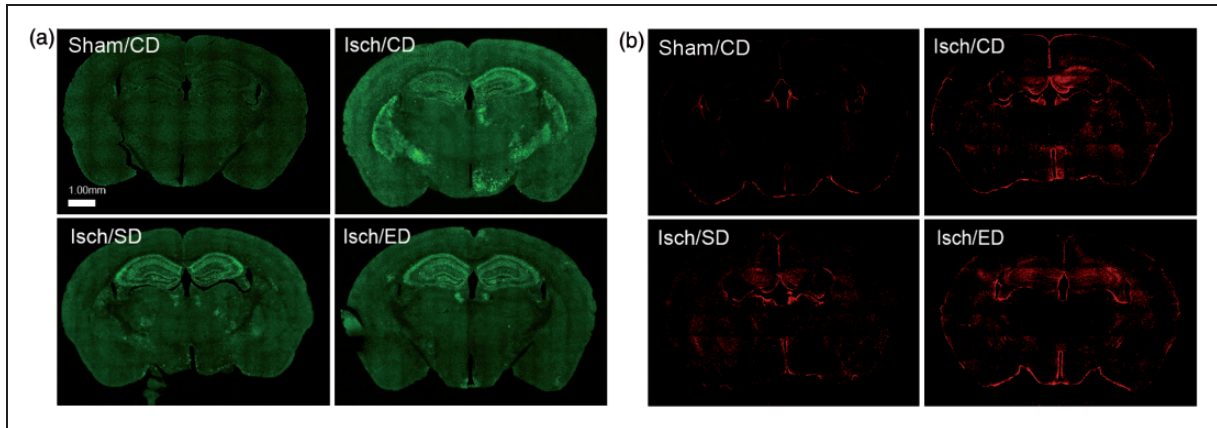 (a)
Sham/CD
Isch/CD
1.00mm
Isch/SD
Isch/ED
(b)
Sham/CD
Isch/CD
Isch/SD
Isch/ED